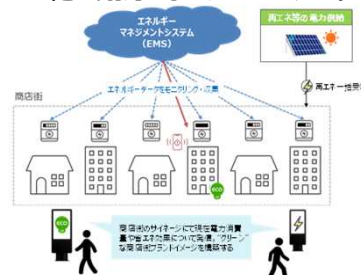 エネルギー
マネジメントシステム
(EMS)
再エネ等の電力供給
エネルギーデータをモニタリング・収集
再エネ一括受
商店街
ECO
ECO
商店街のサイネージにて現在電力消費
量や省エネ効果について発信。“クリーン”
な商店街ブランドイメージを構築する